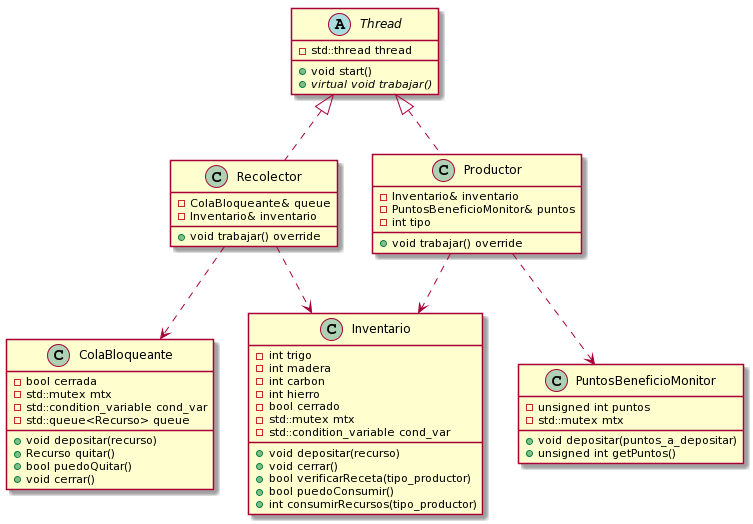 A Thread
std::thread thread
void start()
virtual void trabajar()
C Recolector
ColaBloqueante& queue
Inventario& inventario
void trabajar() override
C Productor
Inventario& inventario
PuntosBeneficioMonitor& puntos
int tipo
void trabajar() override
C ColaBloqueante
bool cerrada
std::mutex mtx
std::condition_variable cond_var
std::queue<Recurso> queue
void depositar(recurso)
Recurso quitar()
bool puedoQuitar()
void cerrar()
C Inventario
int trigo
int madera
int carbon
int hierro
bool cerrado
std::mutex mtx
std::condition_variable cond_var
void depositar(recurso)
void cerrar()
bool verificarReceta(tipo_productor)
bool puedoConsumir()
int consumirRecursos(tipo_productor)
C PuntosBeneficioMonitor
unsigned int puntos
std::mutex mtx
void depositar(puntos_a_depositar)
unsigned int getPuntos()